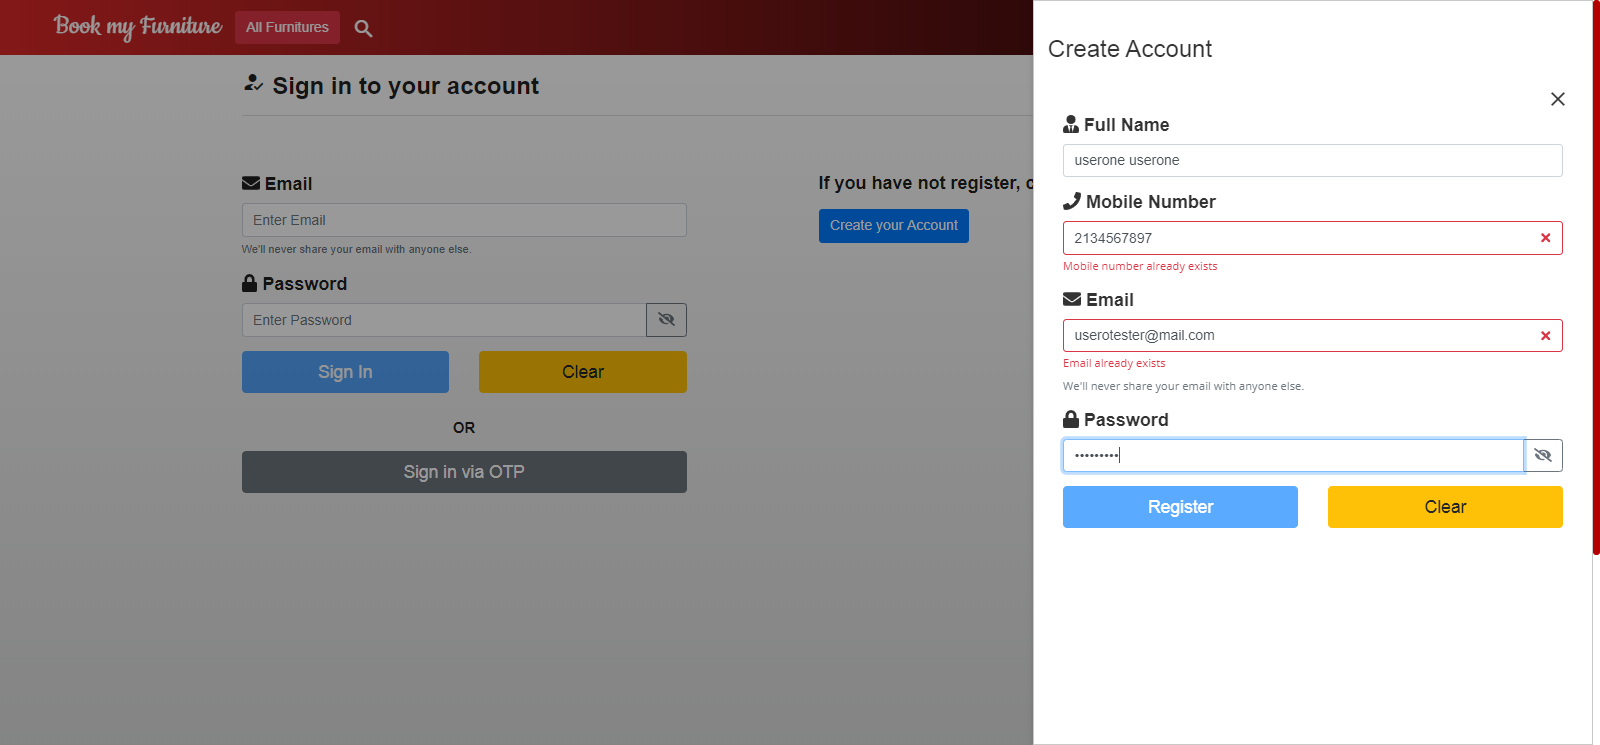 Book my Furniture
All Furnitures
Sign in to your account
Email
Enter Email
We'll never share your email with anyone else.
Password
Enter Password
Sign In
Clear
OR
Sign in via OTP
If you have not register, c
Create your Account
Create Account
Full Name
userone userone
Mobile Number
2134567897
Mobile number already exists
Email
userotester@mail.com
Email already exists
We'll never share your email with anyone else.
Password
•••••••••
Register
Clear